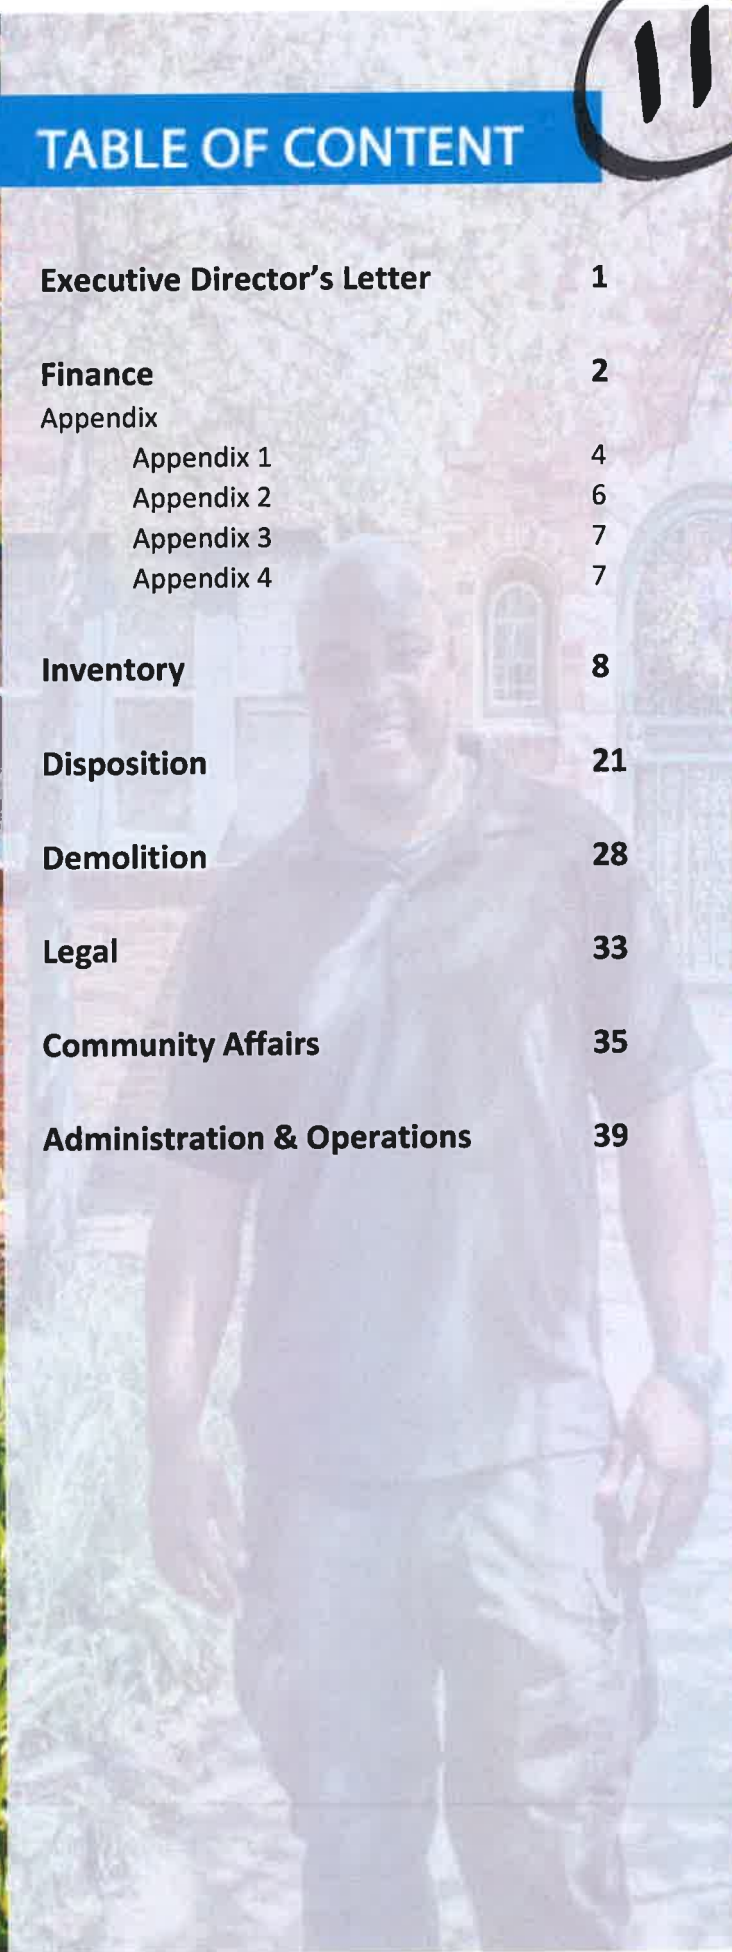 11
TABLE OF CONTENT
Executive Director's Letter 1
Finance 2
Appendix
Appendix 1 4
Appendix 2 6
Appendix 3 7
Appendix 4 7
Inventory 8
Disposition 21
Demolition 28
Legal 33
Community Affairs 35
Administration & Operations 39